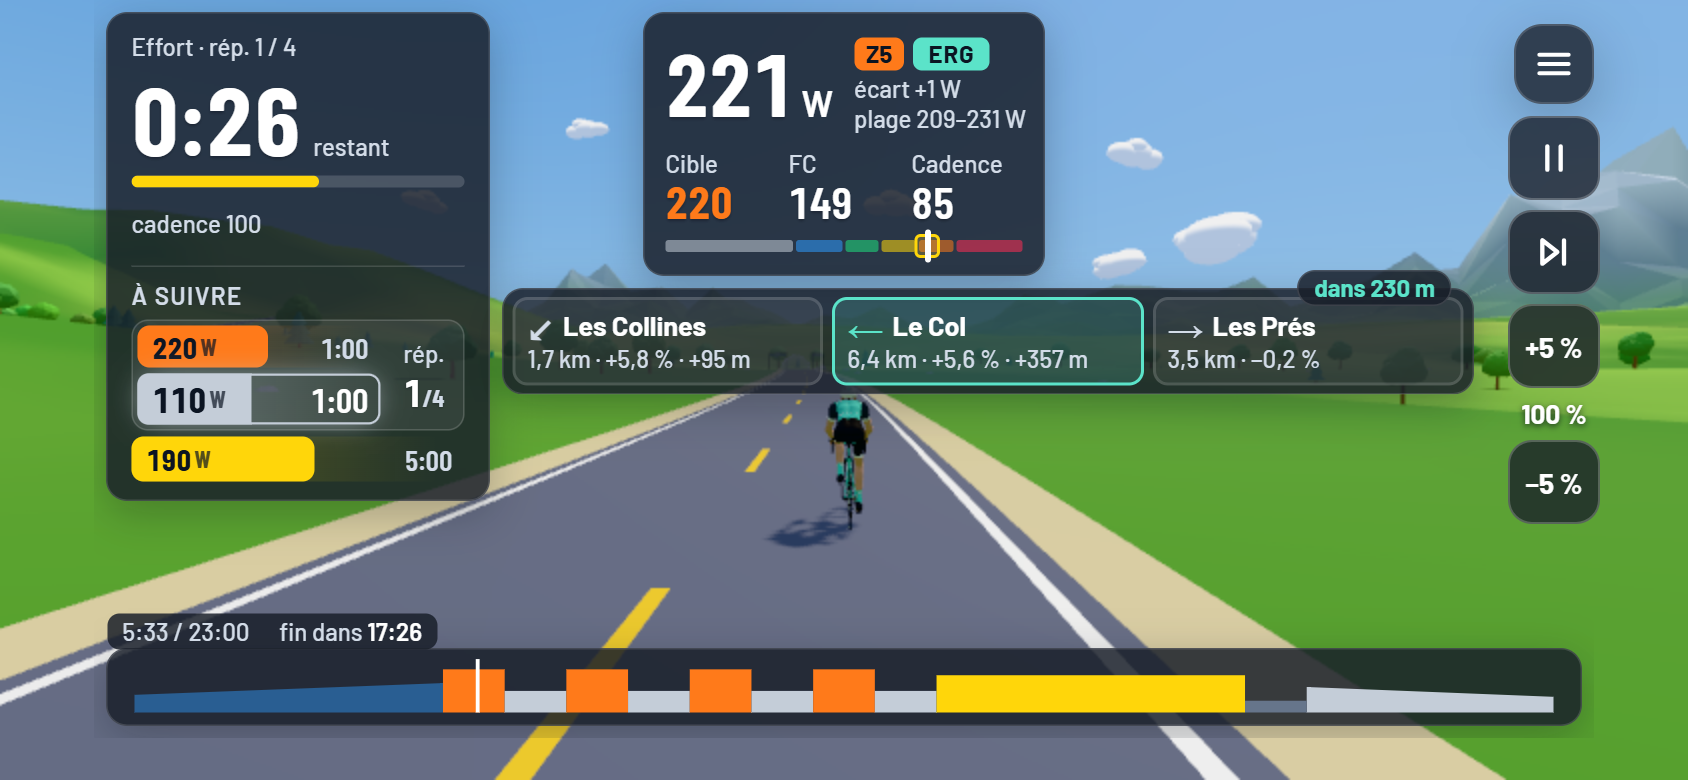 Effort · rép. 1 / 4
0:26 restant
cadence 100
À SUIVRE
220 W 1:00
110 W 1:00
rép.
1/4
190 W 5:00
221 W
Z5 ERG
écart +1 W
plage 209–231 W
Cible FC Cadence
220 149 85
dans 230 m
↙ Les Collines
1,7 km · +5,8 % · +95 m
← Le Col
6,4 km · +5,6 % · +357 m
→ Les Prés
3,5 km · −0,2 %
+5 %
100 %
−5 %
5:33 / 23:00 fin dans 17:26